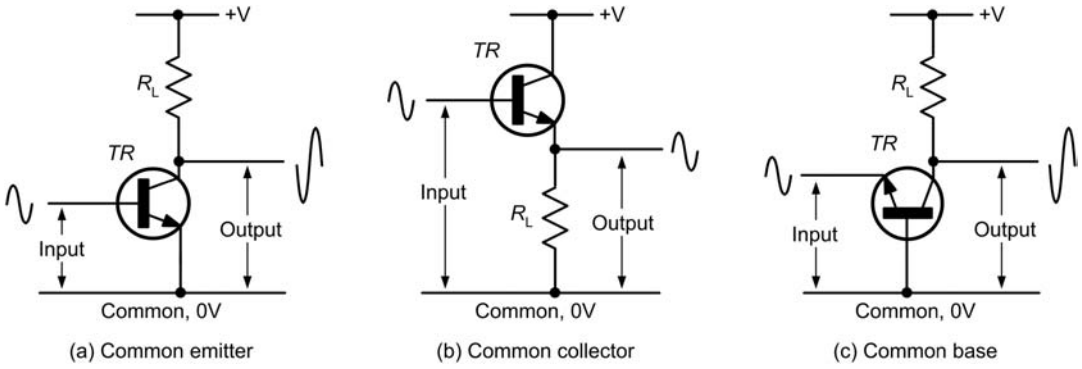 +V
R_L
TR
Input
Output
Common, 0V
(a) Common emitter
+V
TR
Input
R_L
Output
Common, 0V
(b) Common collector
+V
R_L
TR
Input
Output
Common, 0V
(c) Common base